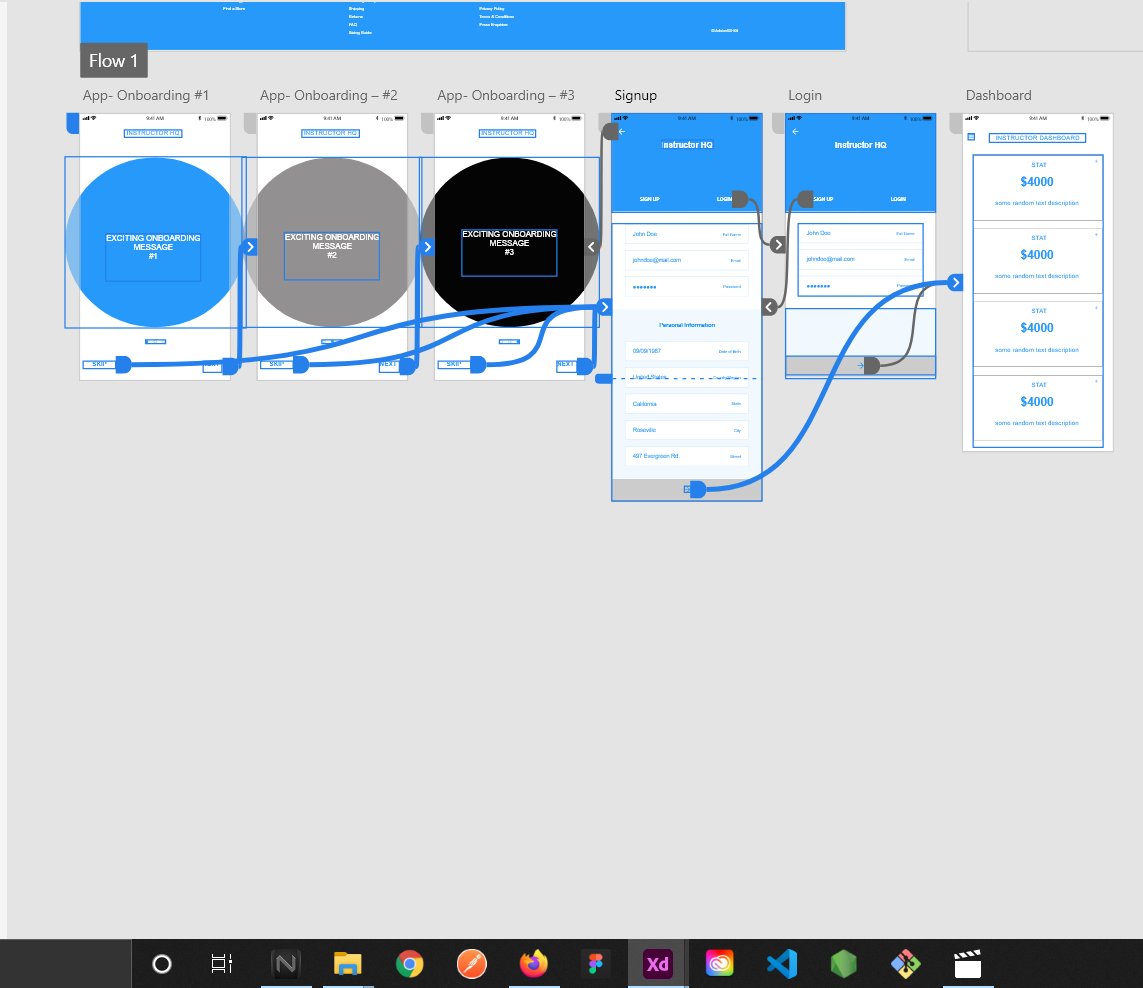 Find a Store
Shipping
Returns
FAQ
Sizing Guide
Privacy Policy
Terms & Conditions
Press Enquiries
Flow 1
App- Onboarding #1
9:41 AM
100%
INSTRUCTOR HQ
EXCITING ONBOARDING
MESSAGE
#1
SKIP
NEXT
App- Onboarding – #2
9:41 AM
100%
INSTRUCTOR HQ
EXCITING ONBOARDING
MESSAGE
#2
SKIP
NEXT
App- Onboarding – #3
9:41 AM
100%
INSTRUCTOR HQ
EXCITING ONBOARDING
MESSAGE
#3
SKIP
NEXT
Signup
9:41 AM
100%
Instructor HQ
SIGN UP
LOGIN
John Doe
Full Name
johndoe@mail.com
Email
Password
Personal Information
09/09/1987
Date of Birth
United States
California
State
Roseville
City
497 Evergreen Rd.
Street
Login
9:41 AM
100%
Instructor HQ
SIGN UP
LOGIN
John Doe
Full Name
johndoe@mail.com
Email
Password
Dashboard
9:41 AM
100%
INSTRUCTOR DASHBOARD
STAT
+
$4000
some random text description
STAT
+
$4000
some random text description
STAT
+
$4000
some random text description
STAT
+
$4000
some random text description
N
Xd